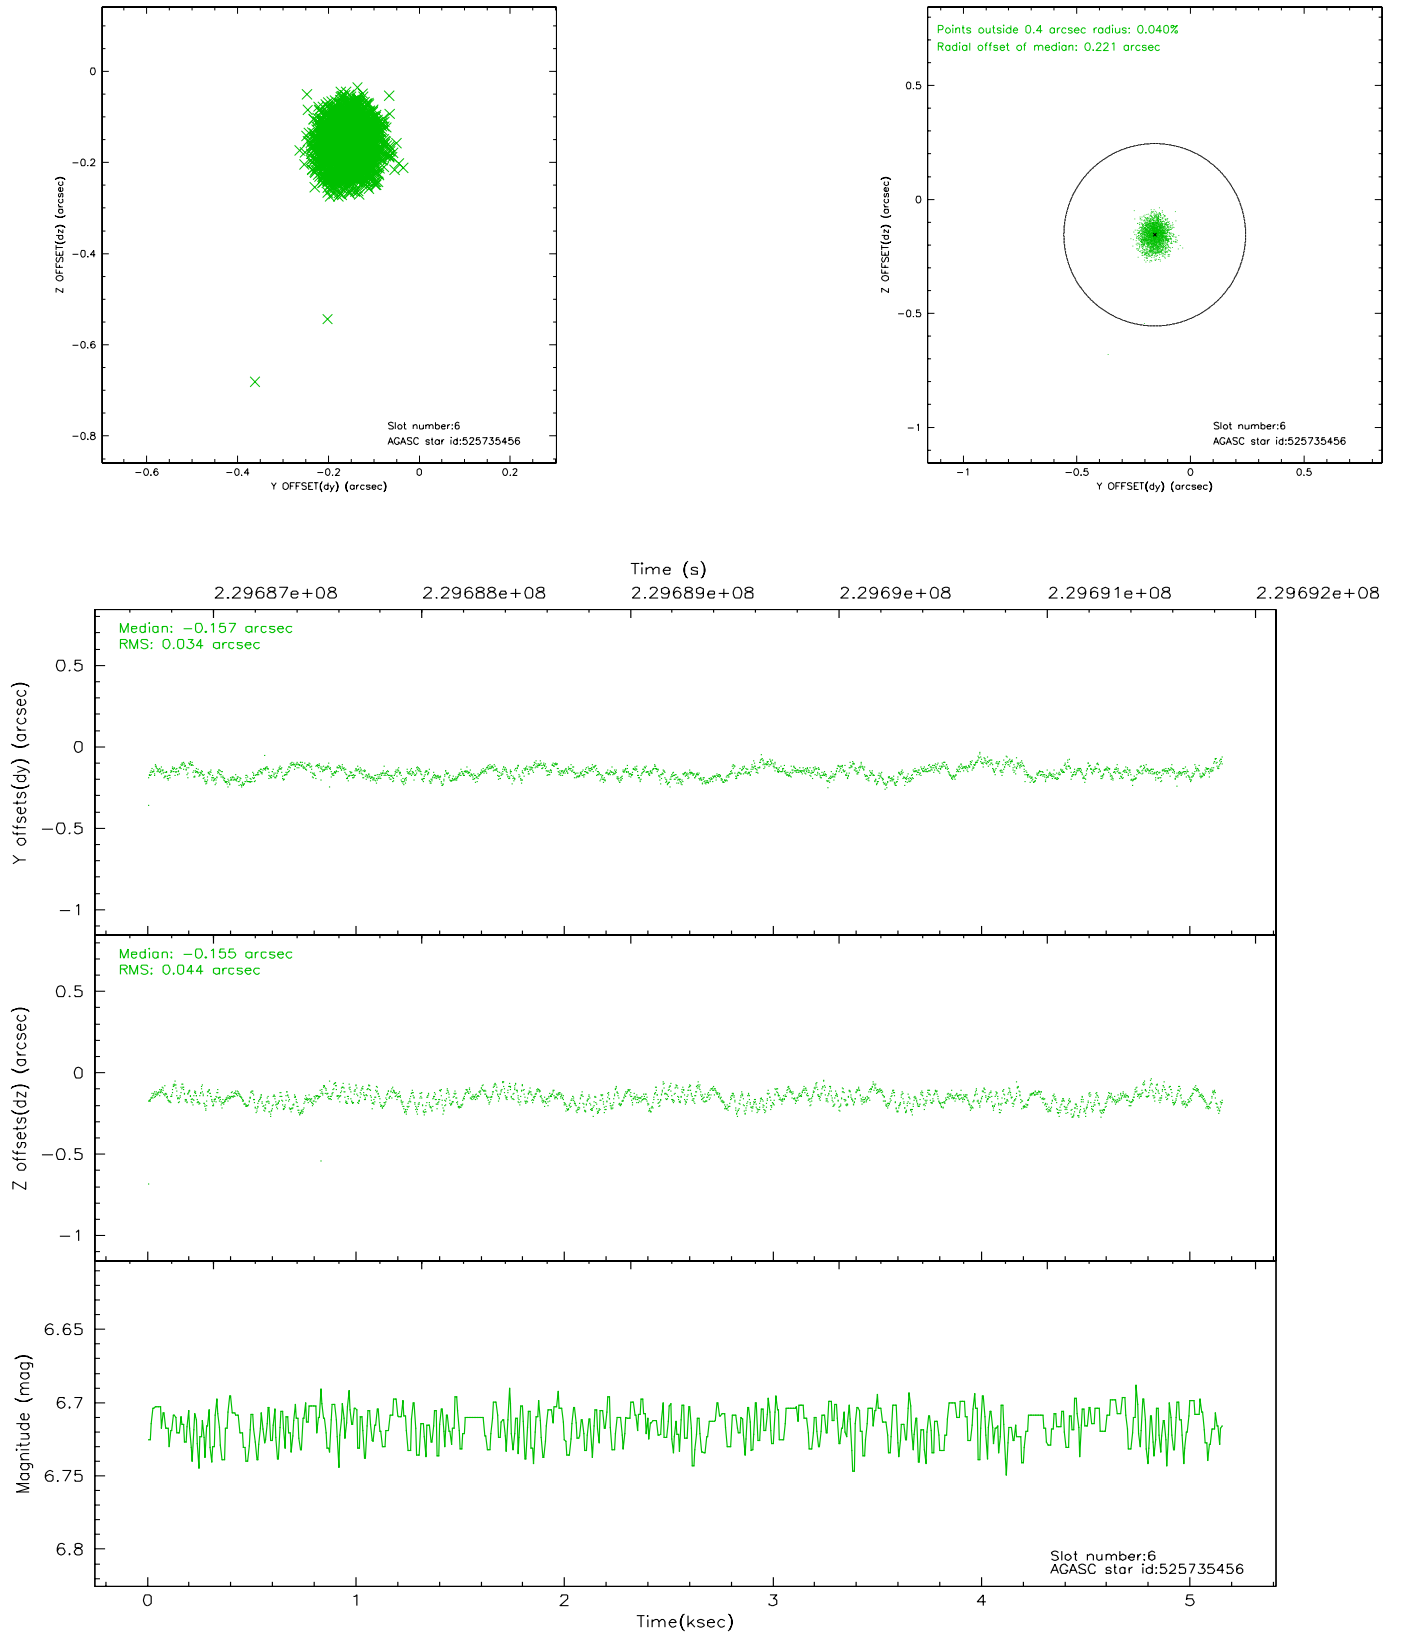 0
−0.2
−0.4
−0.6
−0.8
Z OFFSET(dz) (arcsec)
Slot number:6
AGASC star id:525735456
−0.6 −0.4 −0.2 0 0.2
Y OFFSET(dy) (arcsec)
Points outside 0.4 arcsec radius: 0.040%
Radial offset of median: 0.221 arcsec
0.5
0
−0.5
−1
Z OFFSET(dz) (arcsec)
Slot number:6
AGASC star id:525735456
−1 −0.5 0 0.5
Y OFFSET(dy) (arcsec)
Time (s)
2.29687e+08 2.29688e+08 2.29689e+08 2.2969e+08 2.29691e+08 2.29692e+08
Median: −0.157 arcsec
RMS: 0.034 arcsec
0.5
0
−0.5
−1
Y offsets(dy) (arcsec)
Median: −0.155 arcsec
RMS: 0.044 arcsec
0.5
0
−0.5
−1
Z offsets(dz) (arcsec)
6.65
6.7
6.75
6.8
Magnitude (mag)
Slot number:6
AGASC star id:525735456
0 1 2 3 4 5
Time(ksec)